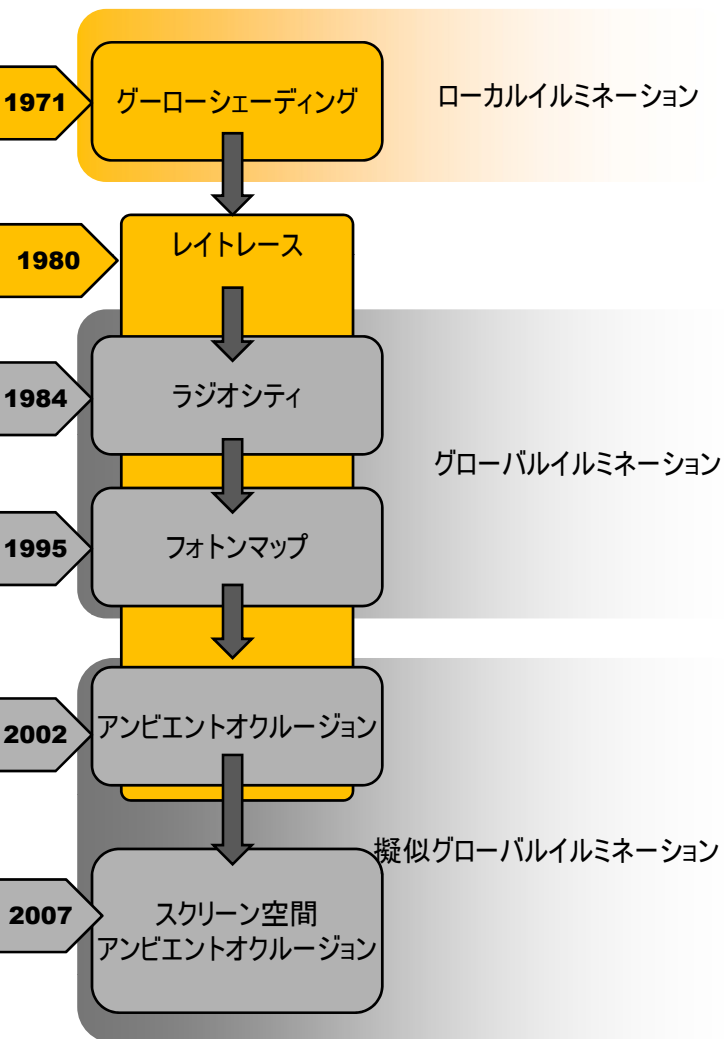 1971
グーローシェーディング
ローカルイルミネーション
1980
レイトレース
1984
ラジオシティ
グローバルイルミネーション
1995
フォトンマップ
2002
アンビエントオクルージョン
擬似グローバルイルミネーション
2007
スクリーン空間
アンビエントオクルージョン